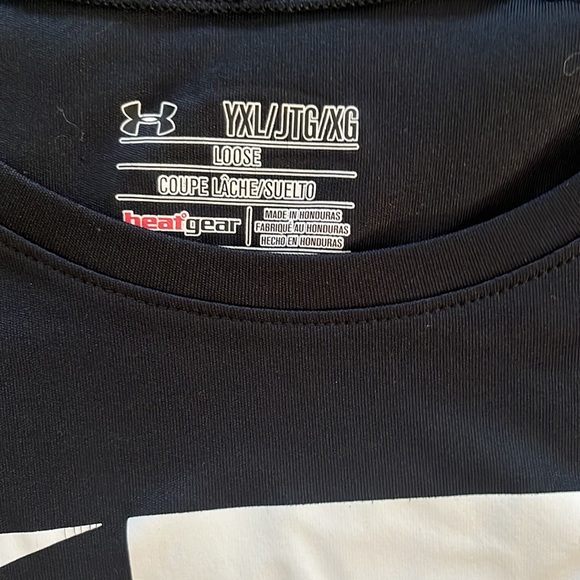 YXL/JTG/XG
LOOSE
COUPE LÂCHE/SUELTO
heatgear
MADE IN HONDURAS
FABRIQUÉ AU HONDURAS
HECHO EN HONDURAS